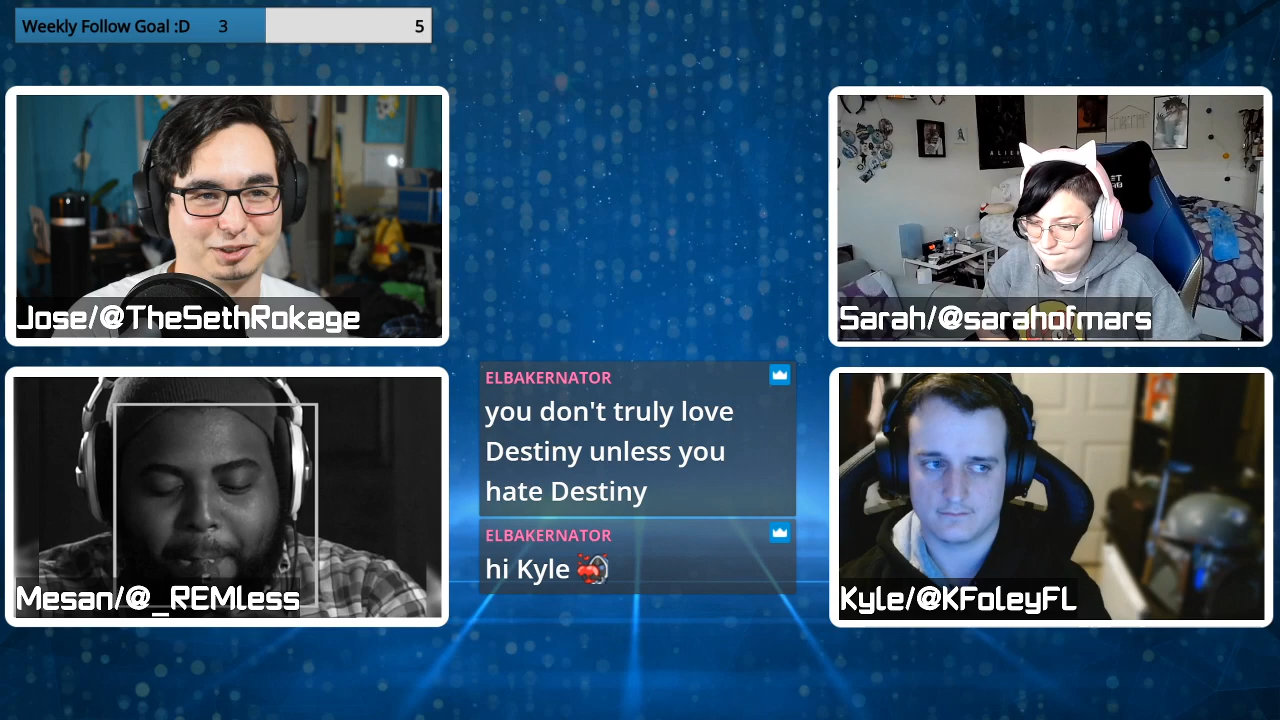 Weekly Follow Goal :D 3 5
Jose/@TheSethRokage
Sarah/@sarahofmars
ELBAKERNATOR
you don't truly love
Destiny unless you
hate Destiny
ELBAKERNATOR
hi Kyle
Mesan/@_REMless
Kyle/@KFoleyFL